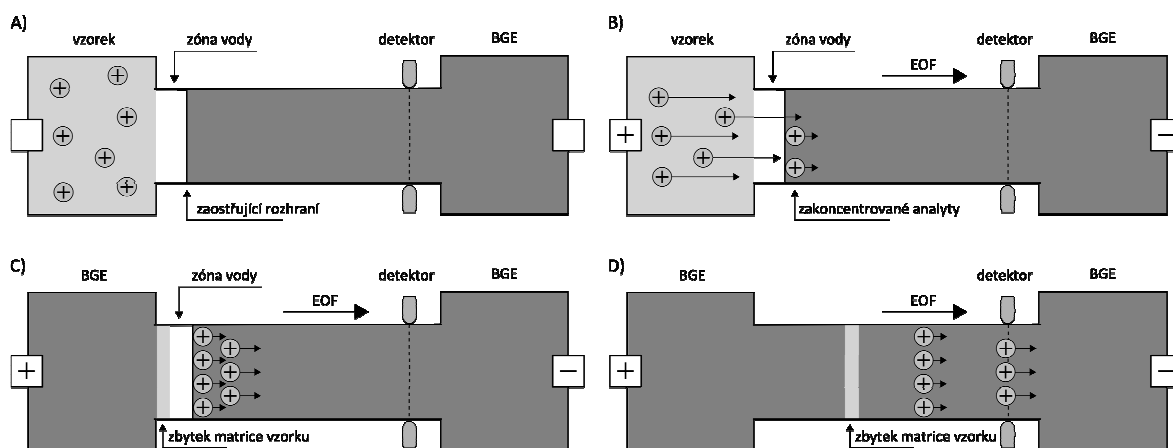 A)
vzorek
zóna vody
detektor
BGE
zaostřující rozhraní
B)
vzorek
zóna vody
EOF
detektor
BGE
+
−
zakoncentrované analyty
C)
BGE
zóna vody
EOF
detektor
BGE
+
−
zbytek matrice vzorku
D)
BGE
EOF
detektor
BGE
+
−
zbytek matrice vzorku